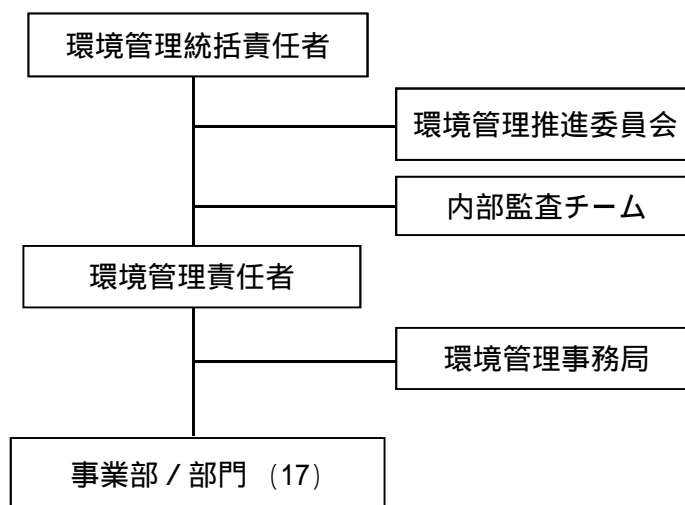 環境管理統括責任者
環境管理推進委員会
内部監査チーム
環境管理責任者
環境管理事務局
事業部 / 部門 (17)